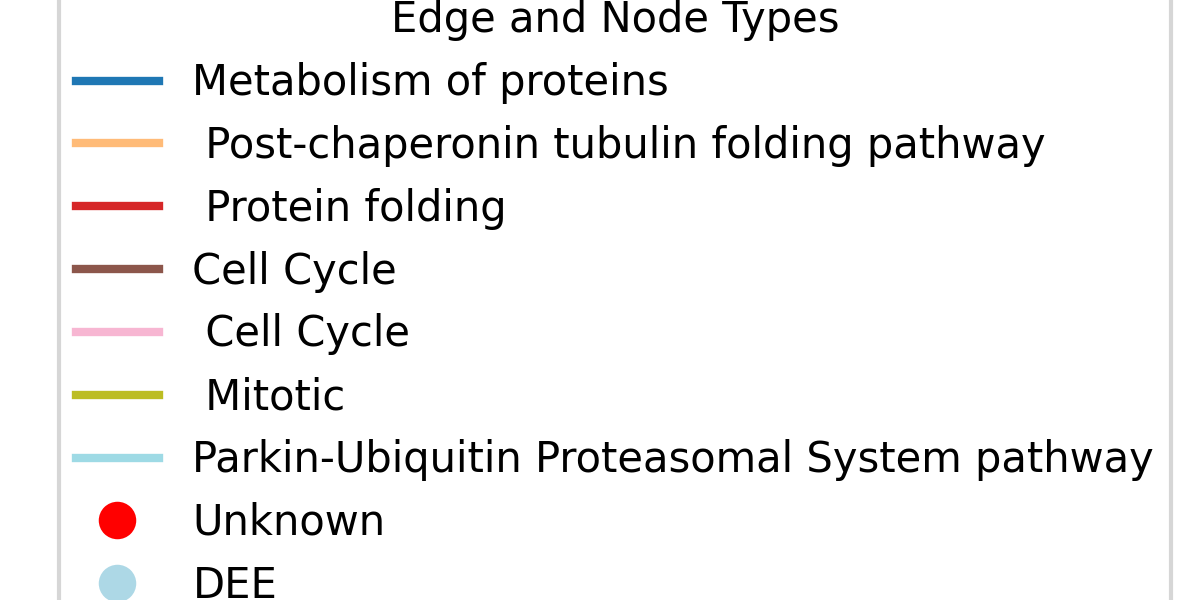 Edge and Node Types
Metabolism of proteins
Post-chaperonin tubulin folding pathway
Protein folding
Cell Cycle
Cell Cycle
Mitotic
Parkin-Ubiquitin Proteasomal System pathway
Unknown
DEE